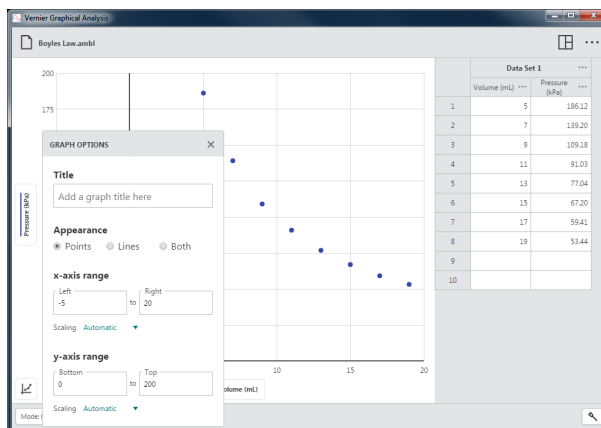 Vernier Graphical Analysis
Boyles Law.ambl
200
175
Pressure (kPa)
GRAPH OPTIONS
Title
Add a graph title here
Appearance
Points Lines Both
x-axis range
Left Right
-5 to 20
Scaling Automatic
y-axis range
Bottom Top
0 to 200
Scaling Automatic
10 15 20
olume (mL)
Mode:
Data Set 1
Volume (mL) Pressure (kPa)
1 5 186.12
2 7 139.20
3 9 109.18
4 11 91.03
5 13 77.04
6 15 67.20
7 17 59.41
8 19 53.44
9
10